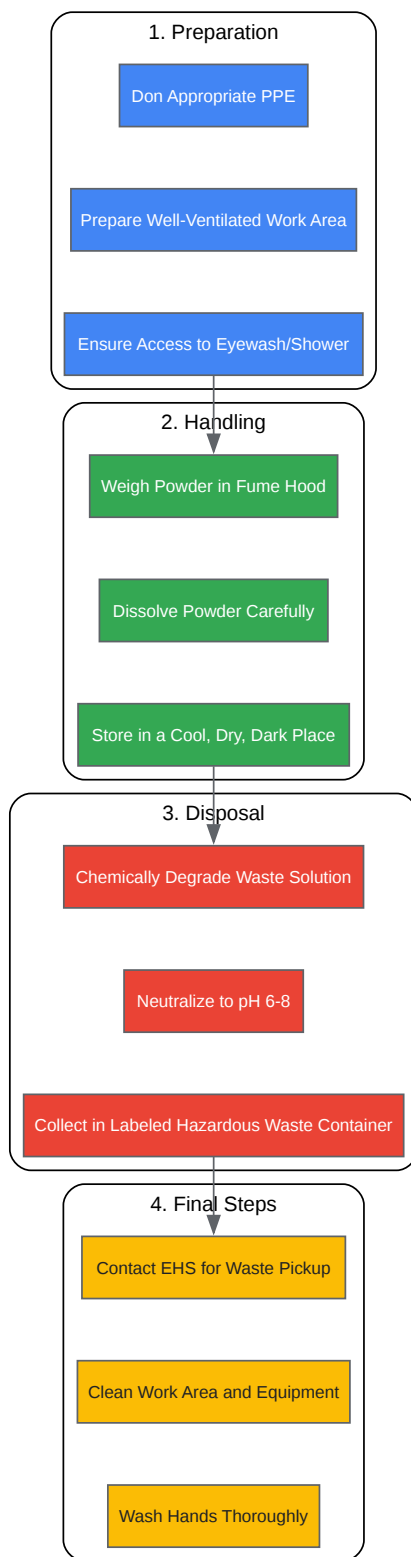 1. Preparation
Don Appropriate PPE
Prepare Well-Ventilated Work Area
Ensure Access to Eyewash/Shower
2. Handling
Weigh Powder in Fume Hood
Dissolve Powder Carefully
Store in a Cool, Dry, Dark Place
3. Disposal
Chemically Degrade Waste Solution
Neutralize to pH 6-8
Collect in Labeled Hazardous Waste Container
4. Final Steps
Contact EHS for Waste Pickup
Clean Work Area and Equipment
Wash Hands Thoroughly